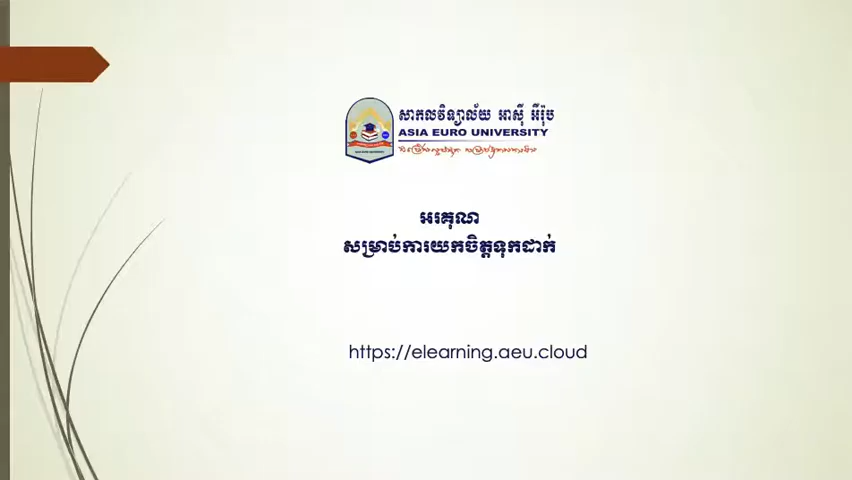 សាកលវិទ្យាល័យ អាស៊ី អឺរ៉ុប
ASIA EURO UNIVERSITY
អរគុណ
សម្រាប់ការយកចិត្តទុកដាក់
https://elearning.aeu.cloud